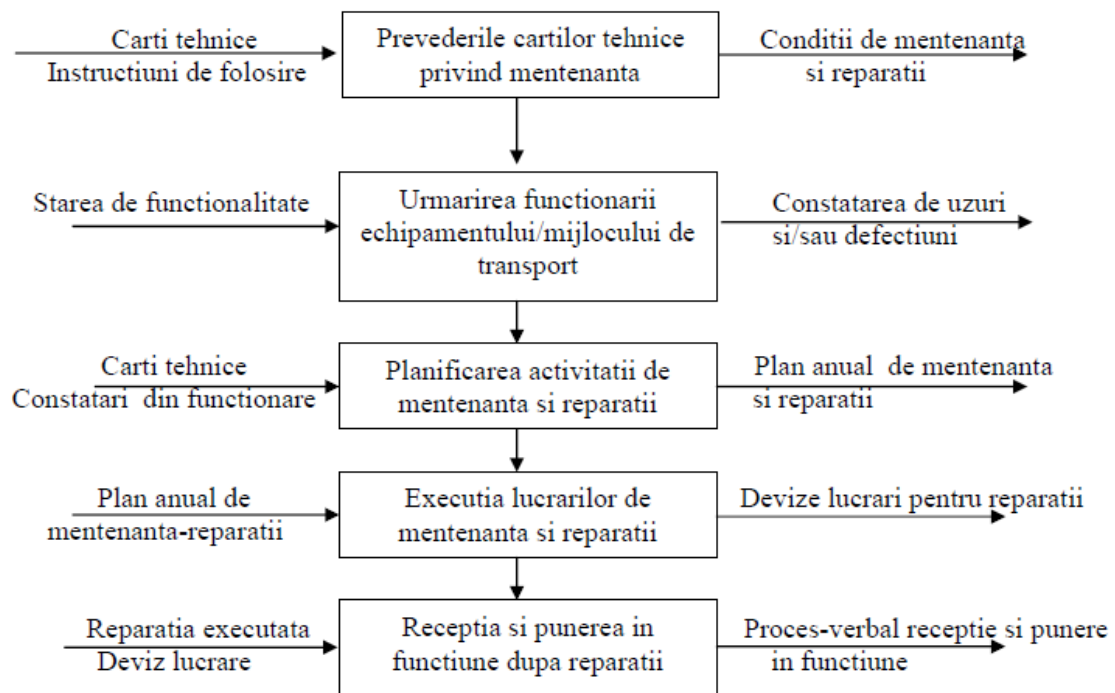 Carti tehnice
Instructiuni de folosire
Prevederile cartilor tehnice
privind mentenanta
Conditii de mentenanta
si reparatii
Starea de functionalitate
Urmarirea functionarii
echipamentului/mijlocului de
transport
Constatarea de uzuri
si/sau defectiuni
Carti tehnice
Constatari din functionare
Planificarea activitatii de
mentenanta si reparatii
Plan anual de mentenanta
si reparatii
Plan anual de
mentenanta-reparatii
Executia lucrarilor de
mentenanta si reparatii
Devize lucrari pentru reparatii
Reparatia executata
Deviz lucrare
Receptia si punerea in
functiune dupa reparatii
Proces-verbal receptie si punere
in functiune